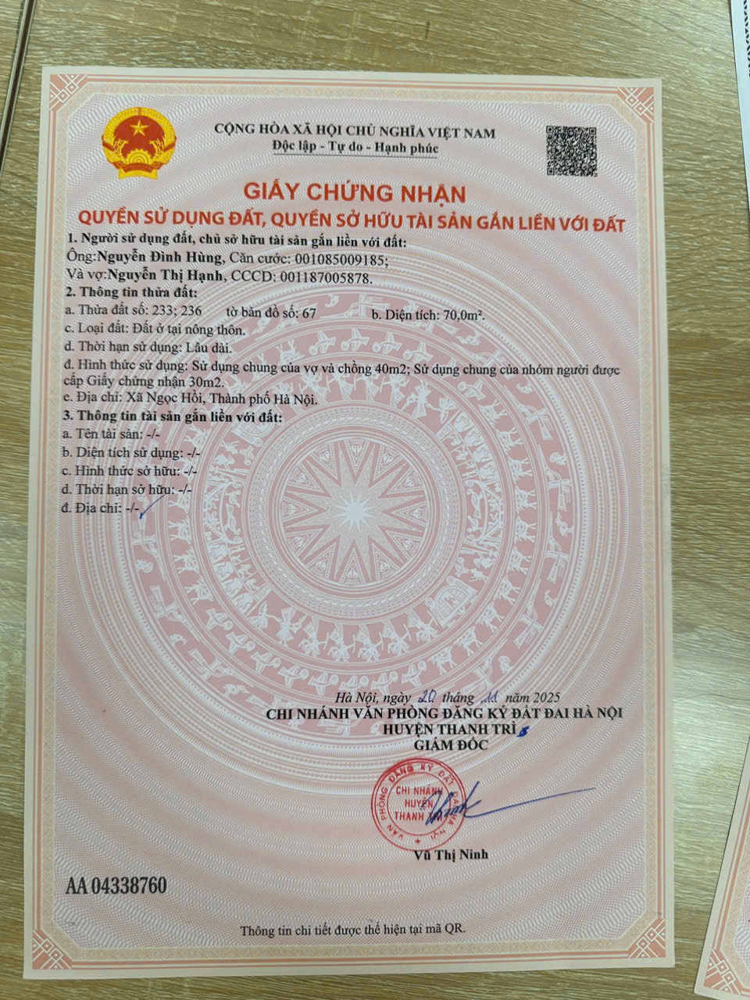 CỘNG HÒA XÃ HỘI CHỦ NGHĨA VIỆT NAM
Độc lập - Tự do - Hạnh phúc
GIẤY CHỨNG NHẬN
QUYỀN SỬ DỤNG ĐẤT, QUYỀN SỞ HỮU TÀI SẢN GẮN LIỀN VỚI ĐẤT
1. Người sử dụng đất, chủ sở hữu tài sản gắn liền với đất:
Ông:Nguyễn Đình Hùng, Căn cước: 001085009185;
Và vợ:Nguyễn Thị Hạnh, CCCD: 001187005878.
2. Thông tin thửa đất:
a. Thửa đất số: 233; 236 tờ bản đồ số: 67 b. Diện tích: 70,0m².
c. Loại đất: Đất ở tại nông thôn.
d. Thời hạn sử dụng: Lâu dài.
đ. Hình thức sử dụng: Sử dụng chung của vợ và chồng 40m2; Sử dụng chung của nhóm người được
cấp Giấy chứng nhận 30m2.
e. Địa chỉ: Xã Ngọc Hồi, Thành phố Hà Nội.
3. Thông tin tài sản gắn liền với đất:
a. Tên tài sản: -/-
b. Diện tích sử dụng: -/-
c. Hình thức sở hữu: -/-
d. Thời hạn sở hữu: -/-
đ. Địa chỉ: -/-
Hà Nội, ngày 20 tháng 11 năm 2025
CHI NHÁNH VĂN PHÒNG ĐĂNG KÝ ĐẤT ĐAI HÀ NỘI
HUYỆN THANH TRÌ
GIÁM ĐỐC
VĂN PHÒNG ĐĂNG KÝ ĐẤT ĐAI HÀ NỘI
CHI NHÁNH
HUYỆN
THANH
Vũ Thị Ninh
AA 04338760
Thông tin chi tiết được thể hiện tại mã QR.